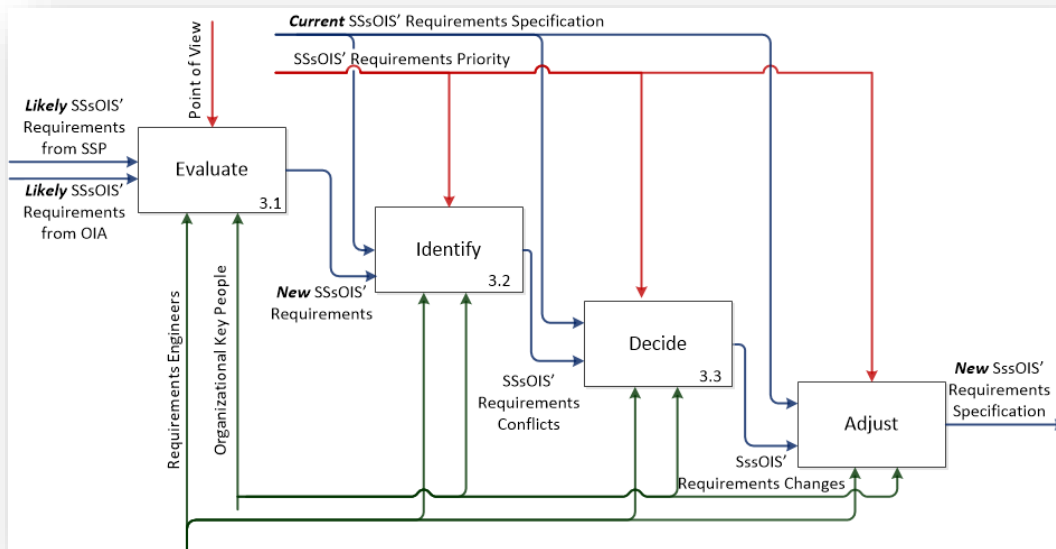 Current SSsOIS' Requirements Specification
Point of View
SSsOIS' Requirements Priority
Likely SSsOIS'
Requirements
from SSP
Evaluate
3.1
Likely SSsOIS'
Requirements
from OIA
Identify
3.2
New SSsOIS'
Requirements
Requirements Engineers
Organizational Key People
Decide
3.3
SSsOIS'
Requirements
Conflicts
New SssOIS'
Requirements
Specification
Adjust
SssOIS'
Requirements Changes